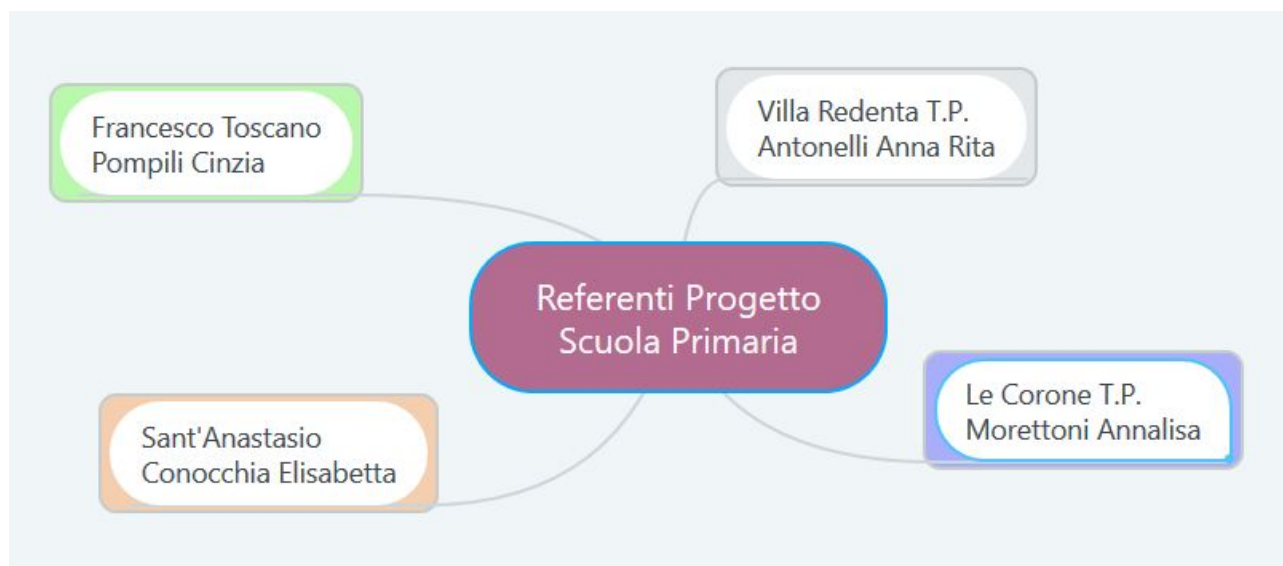 Francesco Toscano
Pompili Cinzia
Villa Redenta T.P.
Antonelli Anna Rita
Referenti Progetto
Scuola Primaria
Le Corone T.P.
Morettoni Annalisa
Sant'Anastasio
Conocchia Elisabetta